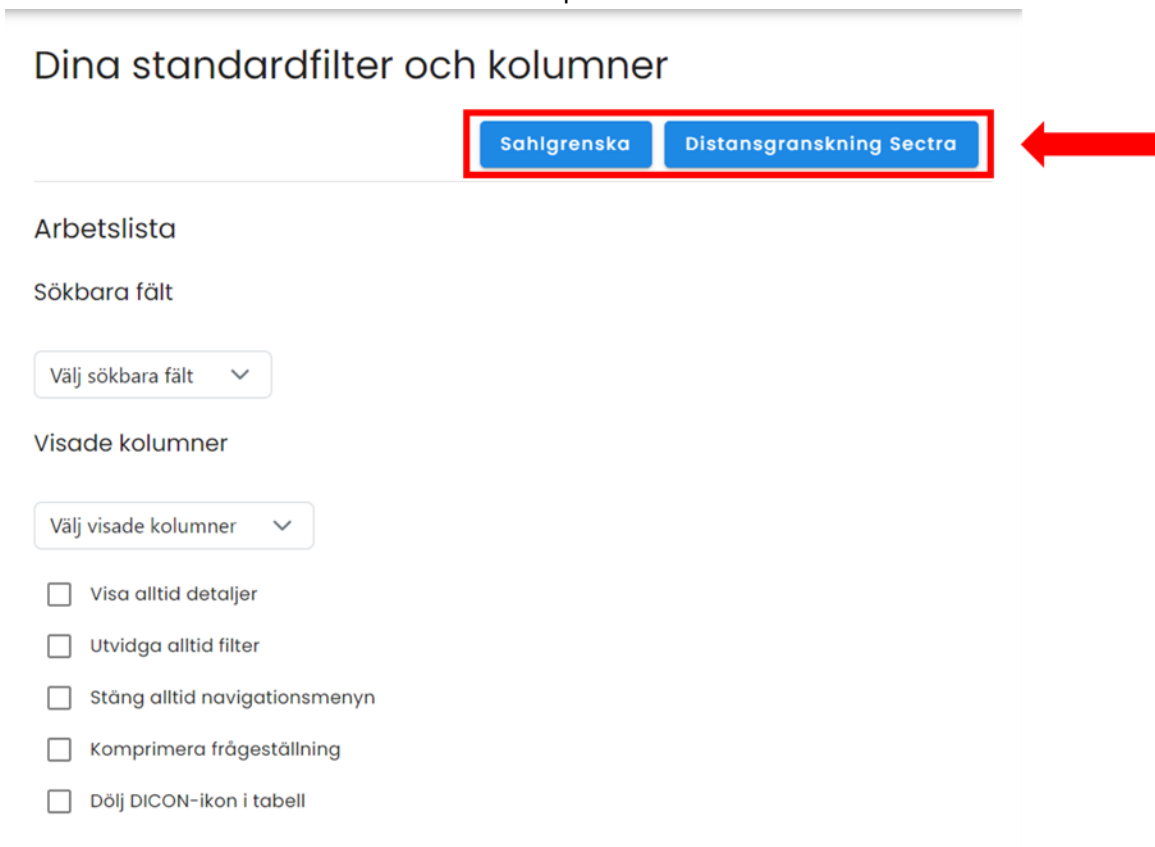 Dina standardfilter och kolumner
Sahlgrenska
Distansgranskning Sectra
Arbetslista
Sökbara fält
Välj sökbara fält
Visade kolumner
Välj visade kolumner
Visa alltid detaljer
Utvidga alltid filter
Stäng alltid navigationsmenyn
Komprimera frågeställning
Dölj DICON-ikon i tabell